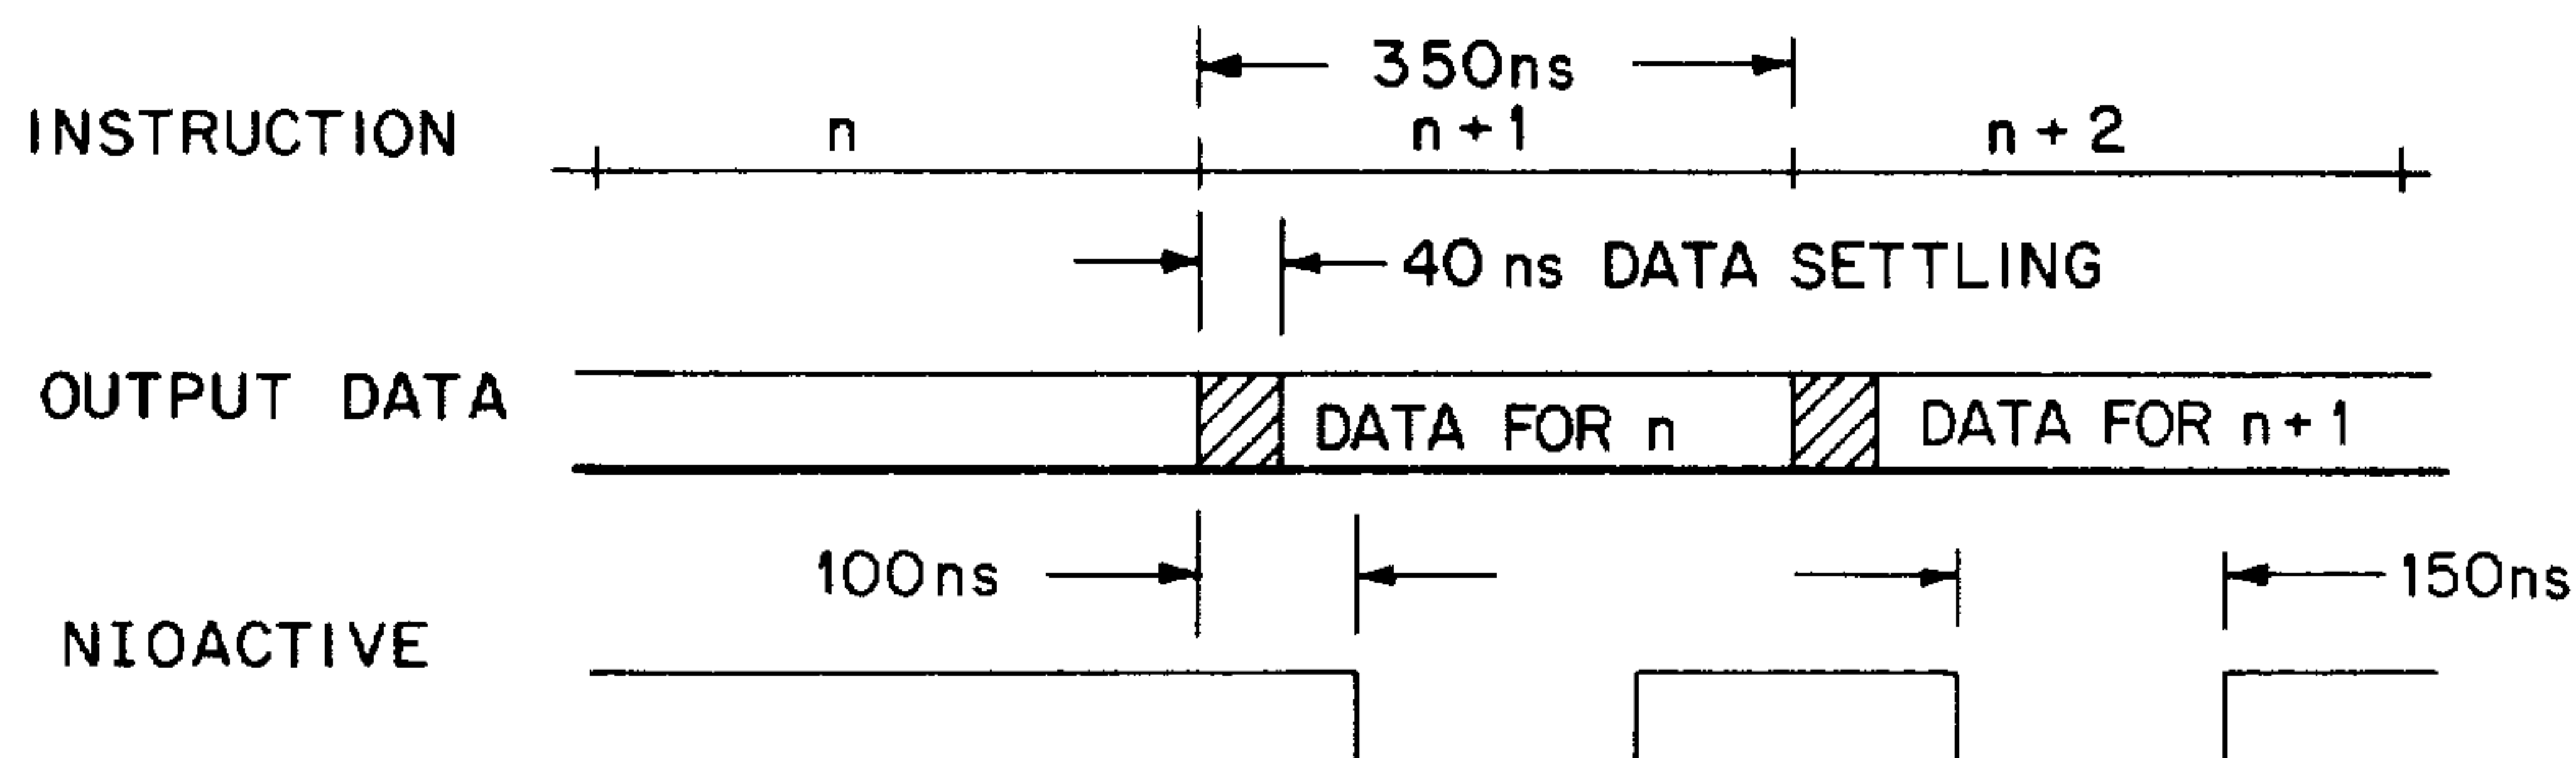 350ns
INSTRUCTION n n + 1 n + 2
40 ns DATA SETTLING
OUTPUT DATA DATA FOR n DATA FOR n + 1
100ns 150ns
NIOACTIVE